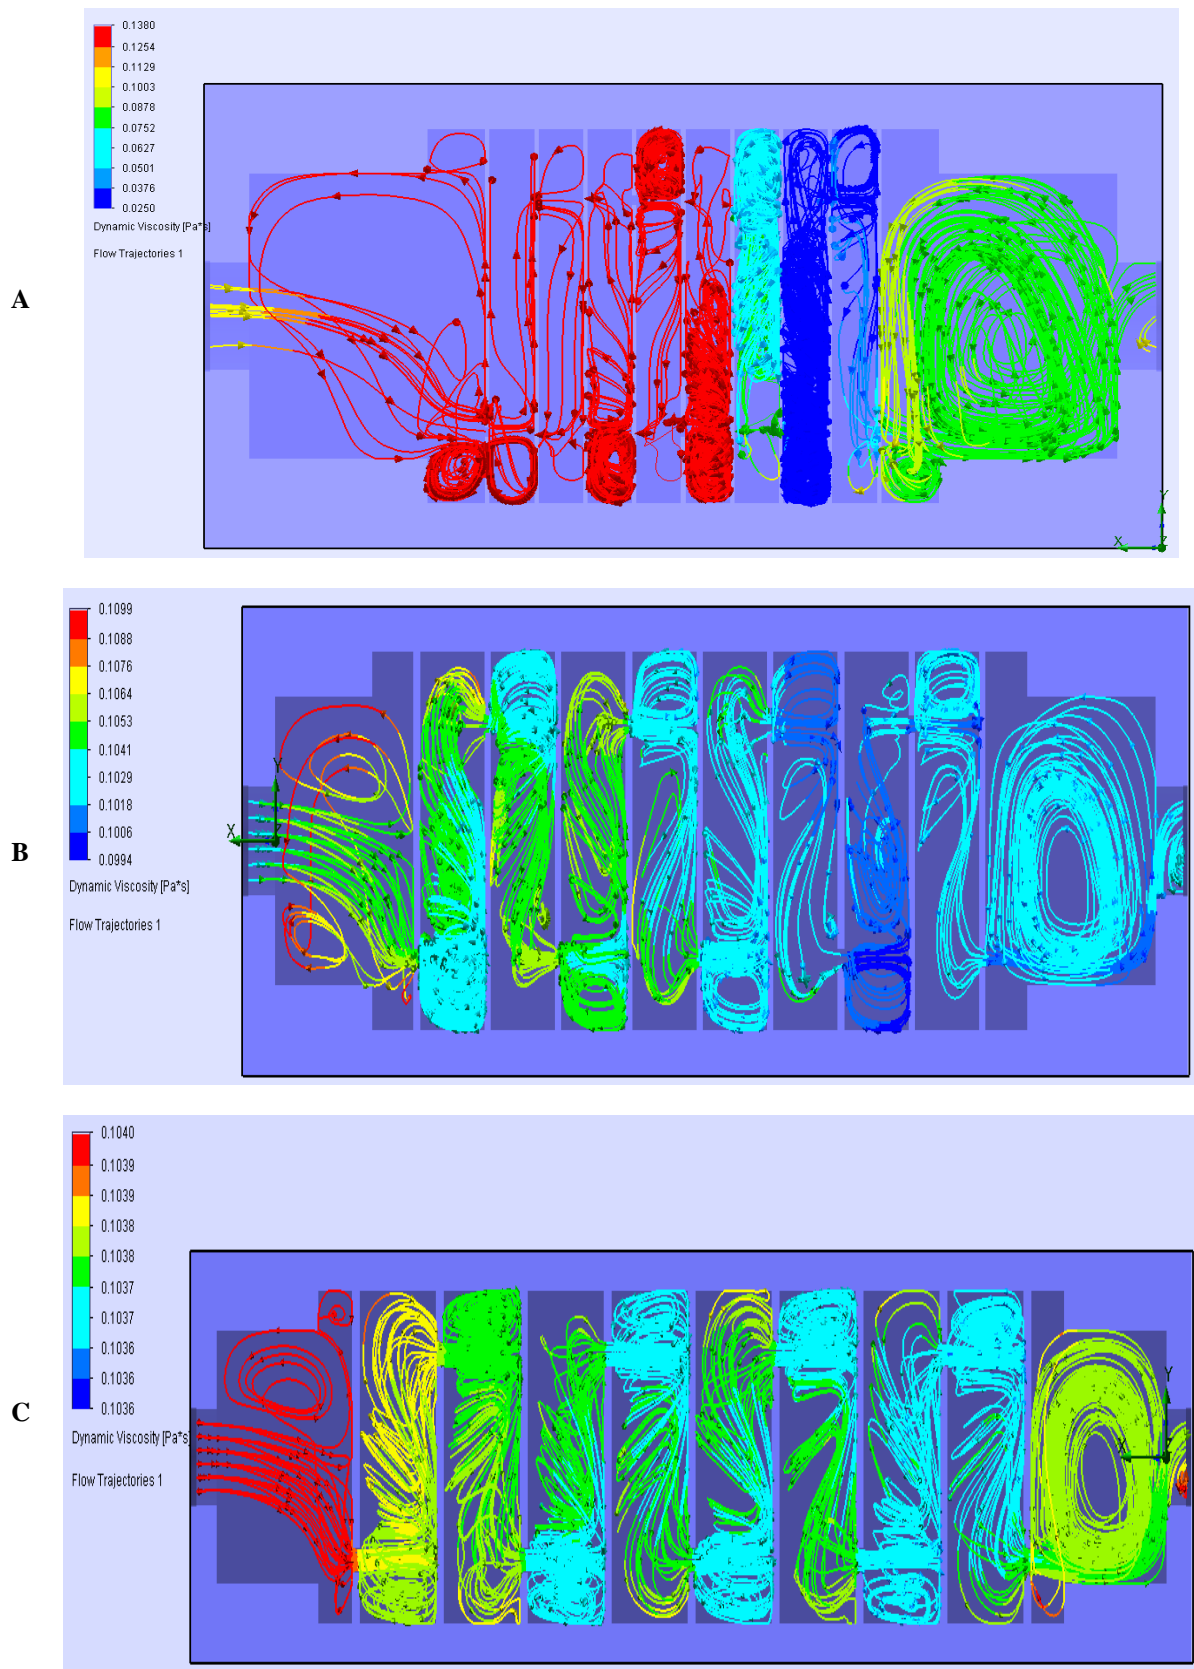 0.1380
0.1254
0.1129
0.1003
0.0878
0.0752
0.0627
0.0501
0.0376
0.0250
Dynamic Viscosity [Pa*s]
Flow Trajectories 1
A
Y
X
Z
0.1099
0.1088
0.1076
0.1064
0.1053
0.1041
0.1029
0.1018
0.1006
0.0994
Dynamic Viscosity [Pa*s]
Flow Trajectories 1
B
Y
X
0.1040
0.1039
0.1039
0.1038
0.1038
0.1037
0.1037
0.1036
0.1036
0.1036
Dynamic Viscosity [Pa*s]
Flow Trajectories 1
C
Y
X
Z